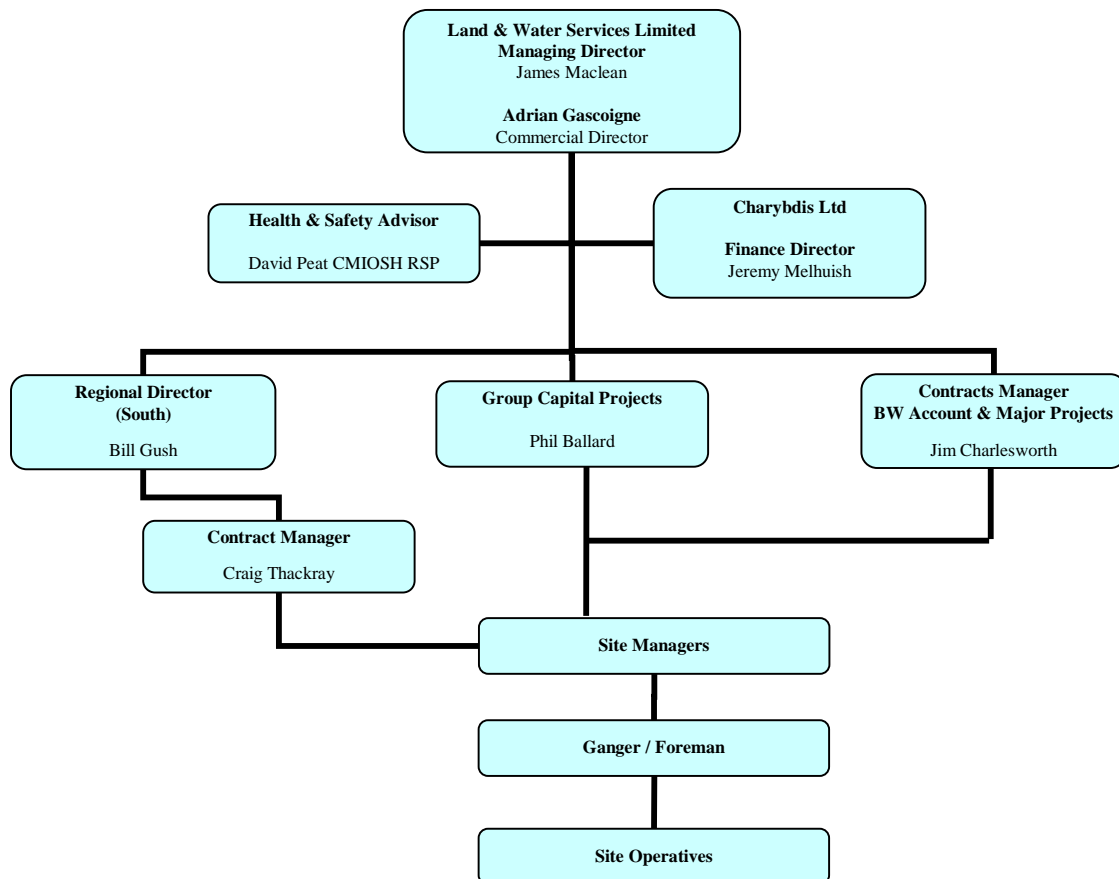 Land & Water Services Limited
Managing Director
James Maclean
Adrian Gascoigne
Commercial Director
Health & Safety Advisor
David Peat CMIOSH RSP
Charybdis Ltd
Finance Director
Jeremy Melhuish
Regional Director
(South)
Bill Gush
Group Capital Projects
Phil Ballard
Contracts Manager
BW Account & Major Projects
Jim Charlesworth
Contract Manager
Craig Thackray
Site Managers
Ganger / Foreman
Site Operatives